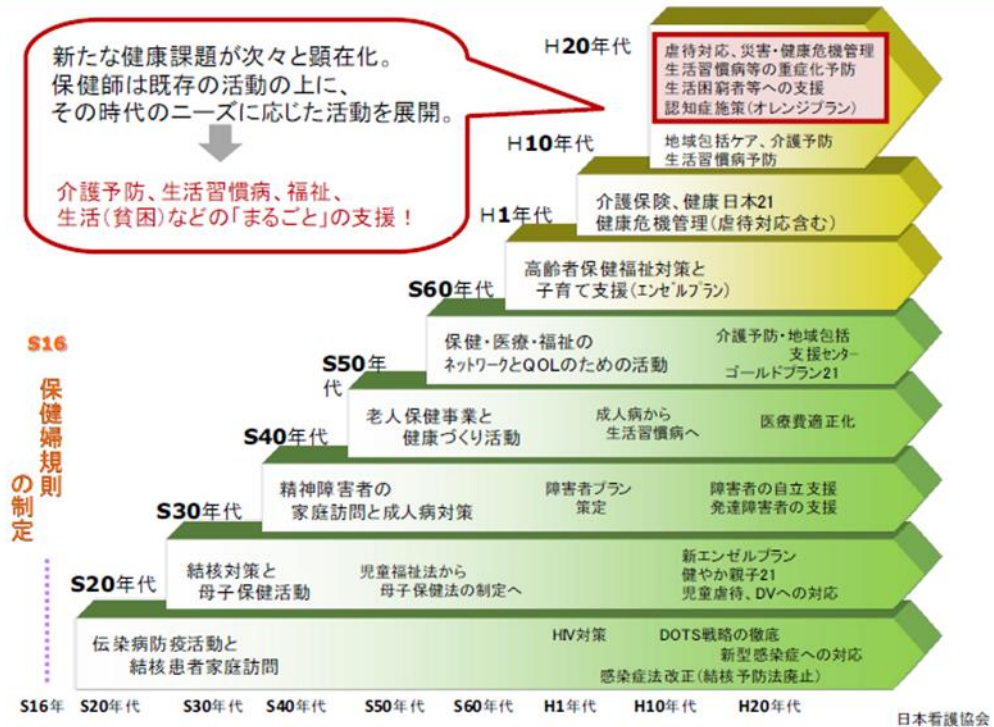 新たな健康課題が次々と顕在化。
保健師は既存の活動の上に、
その時代のニーズに応じた活動を展開。
介護予防、生活習慣病、福祉、
生活(貧困)などの「まるごと」の支援！
H20年代
虐待対応、災害・健康危機管理
生活習慣病等の重症化予防
生活困窮者等への支援
認知症施策(オレンジプラン)
地域包括ケア、介護予防
生活習慣病予防
H10年代
介護保険、健康日本21
健康危機管理(虐待対応含む)
H1年代
高齢者保健福祉対策と
子育て支援(エンゼルプラン)
S60年代
保健・医療・福祉の
ネットワークとQOLのための活動
介護予防・地域包括
支援センター
ゴールドプラン21
S50年
代
老人保健事業と
健康づくり活動
成人病から
生活習慣病へ
医療費適正化
S40年代
精神障害者の
家庭訪問と成人病対策
障害者プラン
策定
障害者の自立支援
発達障害者の支援
S30年代
結核対策と
母子保健活動
児童福祉法から
母子保健法の制定へ
新エンゼルプラン
健やか親子21
児童虐待、DVへの対応
S20年代
伝染病防疫活動と
結核患者家庭訪問
HIV対策
DOTS戦略の徹底
新型感染症への対応
感染症法改正(結核予防法廃止)
S16
保健婦規則
の制定
S16年 S20年代 S30年代 S40年代 S50年代 S60年代 H1年代 H10年代 H20年代
日本看護協会